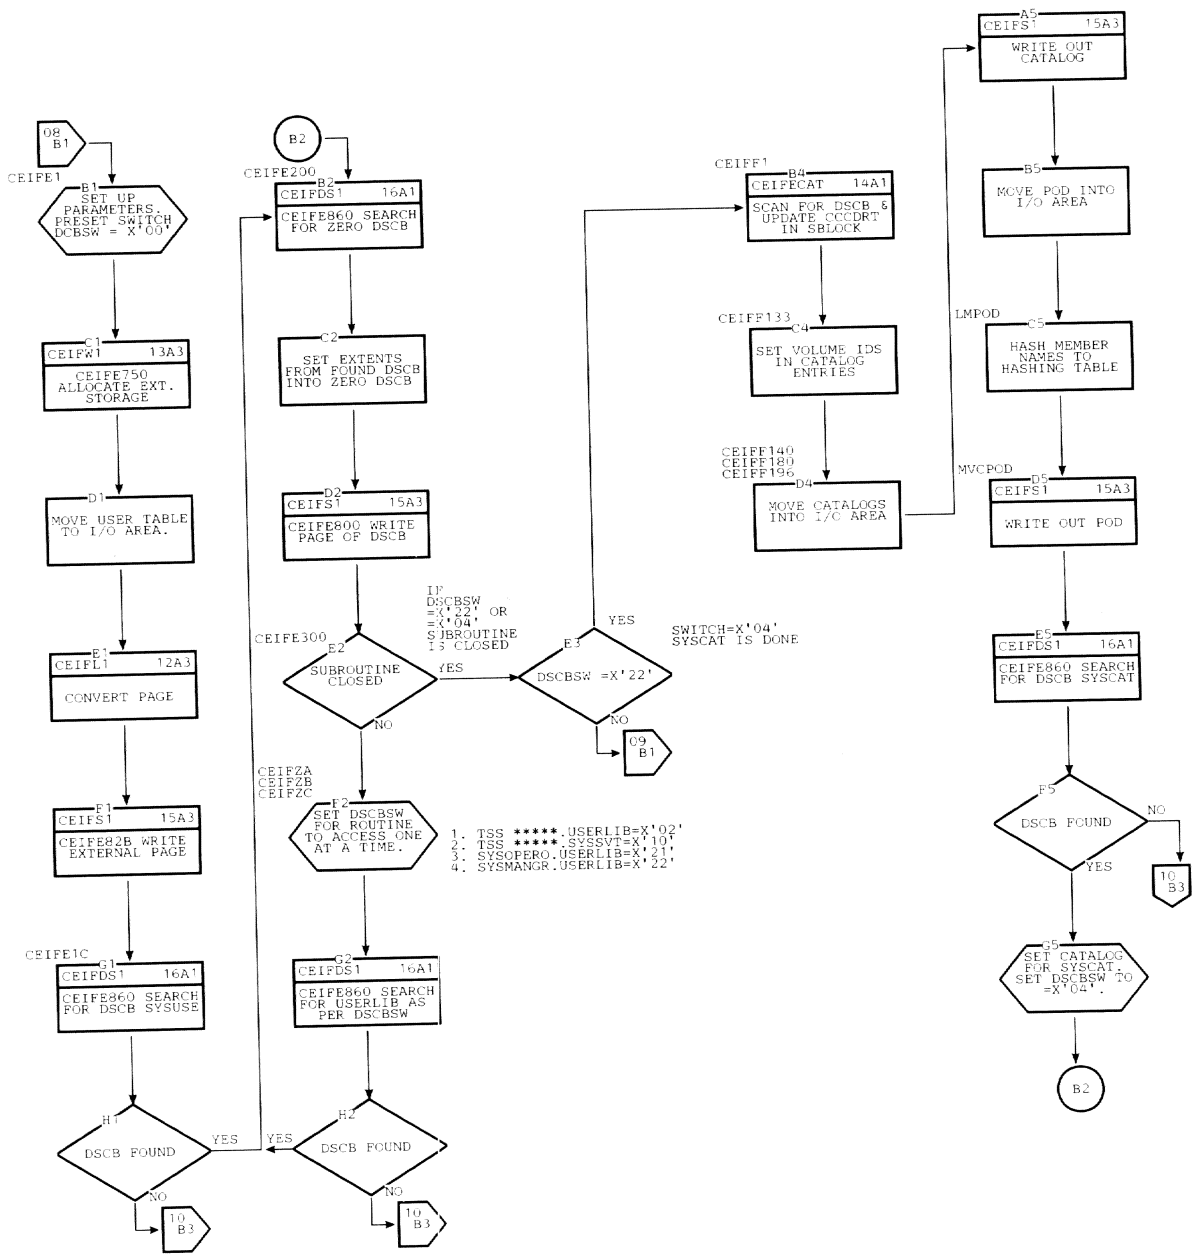 08
B1
CEIFE1
B1
SET UP
PARAMETERS.
PRESET SWITCH
DCBSW = X'00'
C1
CEIFW1 13A3
CEIFE750
ALLOCATE EXT.
STORAGE
D1
MOVE USER TABLE
TO I/O AREA.
E1
CEIFL1 12A3
CONVERT PAGE
F1
CEIFS1 15A3
CEIFE82B WRITE
EXTERNAL PAGE
CEIFE1C
G1
CEIFDS1 16A1
CEIFE860 SEARCH
FOR DSCB SYSUSE
H1
DSCB FOUND
YES
NO
10
B3
B2
CEIFE200
B2
CEIFDS1 16A1
CEIFE860 SEARCH
FOR ZERO DSCB
C2
SET EXTENTS
FROM FOUND DSCB
INTO ZERO DSCB
D2
CEIFS1 15A3
CEIFE800 WRITE
PAGE OF DSCB
CEIFE300
E2
SUBROUTINE
CLOSED
YES
NO
IF
DSCBSW
=X'22' OR
=X'04'
SUBROUTINE
IS CLOSED
CEIFZA
CEIFZB
CEIFZC
F2
SET DSCBSW
FOR ROUTINE
TO ACCESS ONE
AT A TIME.
1. TSS *****.USERLIB=X'02'
2. TSS *****.SYSSVT=X'10'
3. SYSOPERO.USERLIB=X'21'
4. SYSMANGR.USERLIB=X'22'
G2
CEIFDS1 16A1
CEIFE860 SEARCH
FOR USERLIB AS
PER DSCBSW
H2
DSCB FOUND
YES
NO
10
B3
E3
DSCBSW =X'22'
YES
NO
09
B1
SWITCH=X'04'
SYSCAT IS DONE
CEIFF1
B4
CEIFECAT 14A1
SCAN FOR DSCB &
UPDATE CCCDRT
IN SBLOCK
CEIFF133
C4
SET VOLUME IDS
IN CATALOG
ENTRIES
CEIFF140
CEIFF180
CEIFF196
D4
MOVE CATALOGS
INTO I/O AREA
A5
CEIFS1 15A3
WRITE OUT
CATALOG
B5
MOVE POD INTO
I/O AREA
LMPOD
C5
HASH MEMBER
NAMES TO
HASHING TABLE
MVCPOD
D5
CEIFS1 15A3
WRITE OUT POD
E5
CEIFDS1 16A1
CEIFE860 SEARCH
FOR DSCB SYSCAT
F5
DSCB FOUND
NO
YES
10
B3
G5
SET CATALOG
FOR SYSCAT.
SET DSCBSW TO
=X'04'.
B2